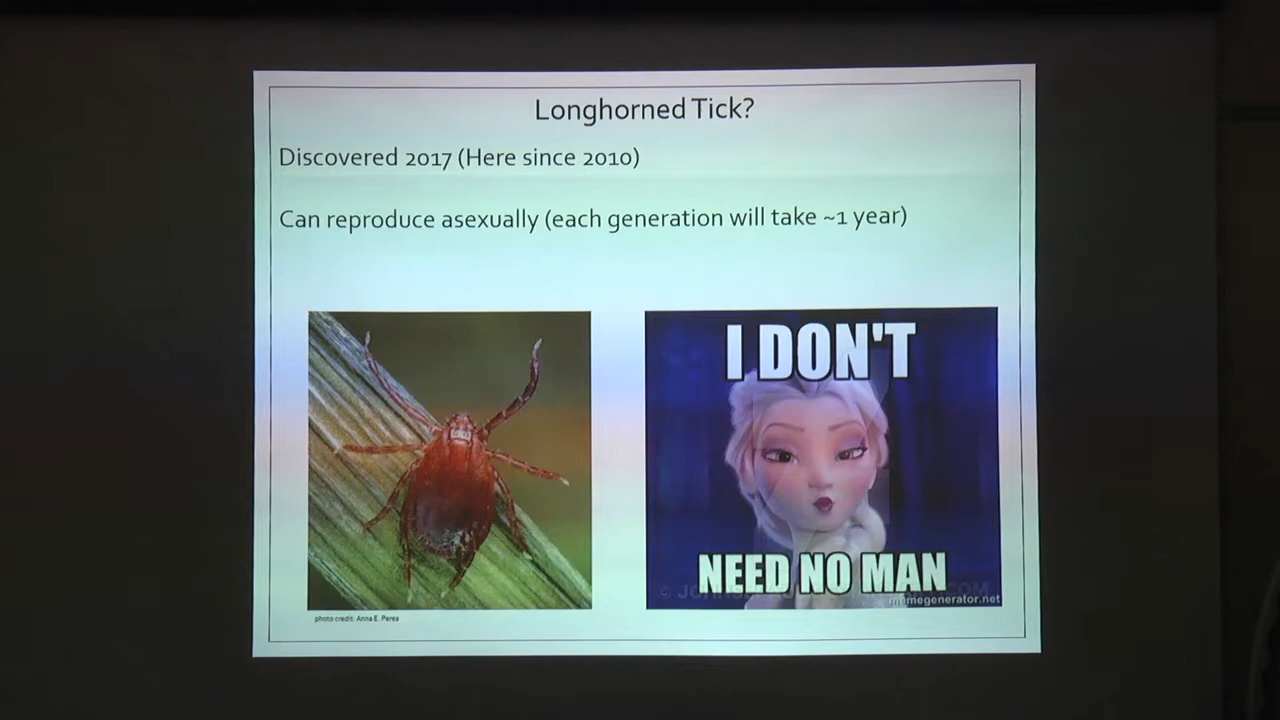 Longhorned Tick?
Discovered 2017 (Here since 2010)
Can reproduce asexually (each generation will take ~1 year)
I DON'T
NEED NO MAN
memegenerator.net
photo credit: Anna E. Perea